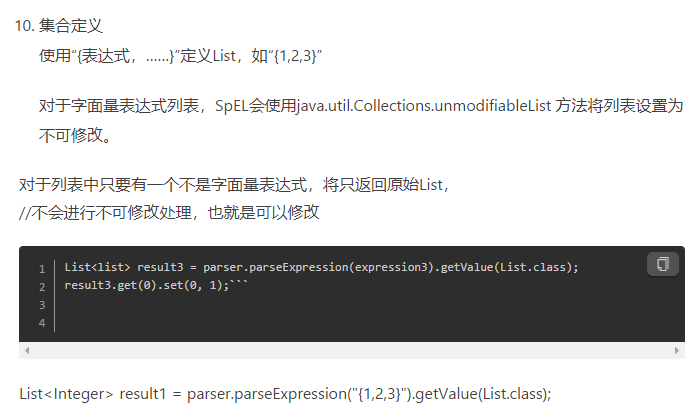 10. 集合定义
使用“{表达式，……}”定义List，如“{1,2,3}”
对于字面量表达式列表，SpEL会使用java.util.Collections.unmodifiableList 方法将列表设置为
不可修改。
对于列表中只要有一个不是字面量表达式，将只返回原始List，
//不会进行不可修改处理，也就是可以修改
1 List<list> result3 = parser.parseExpression(expression3).getValue(List.class);
2 result3.get(0).set(0, 1);```
3
4
List<Integer> result1 = parser.parseExpression("{1,2,3}").getValue(List.class);